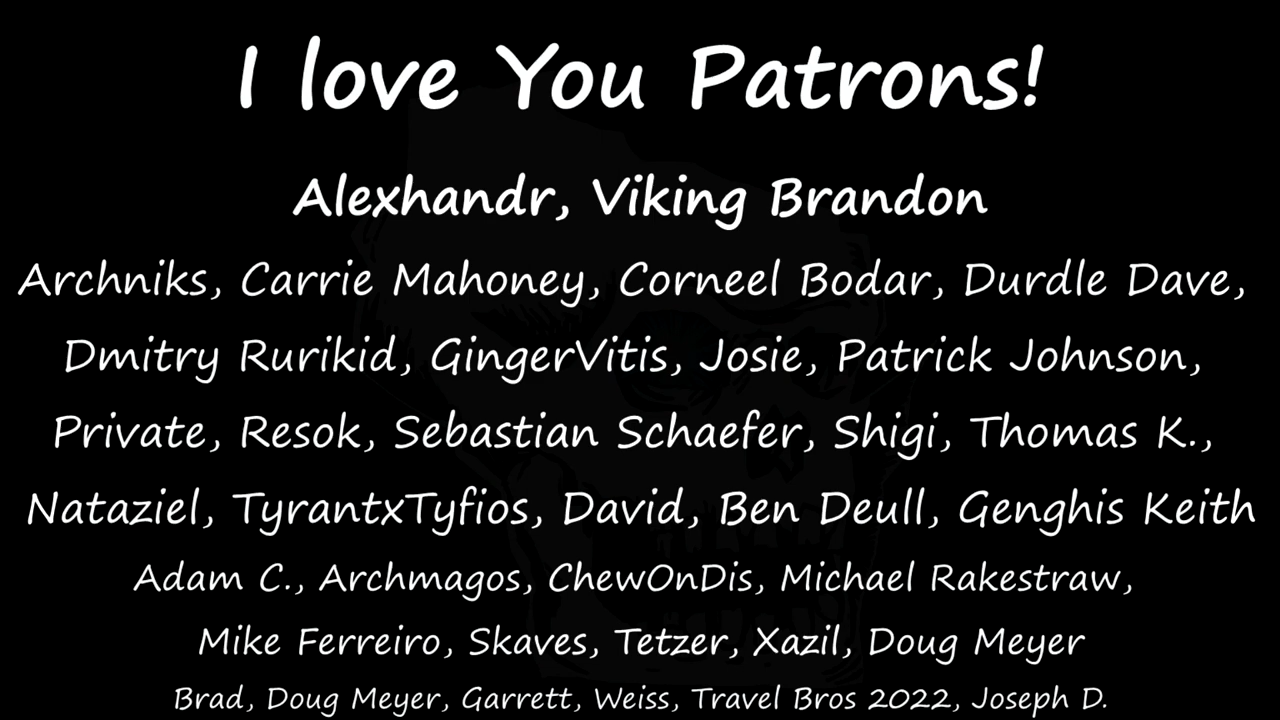 I love You Patrons!
Alexhandr, Viking Brandon
Archniks, Carrie Mahoney, Corneel Bodar, Durdle Dave,
Dmitry Rurikid, GingerVitis, Josie, Patrick Johnson,
Private, Resok, Sebastian Schaefer, Shigi, Thomas K.,
Nataziel, TyrantxTyfios, David, Ben Deull, Genghis Keith
Adam C., Archmagos, ChewOnDis, Michael Rakestraw,
Mike Ferreiro, Skaves, Tetzer, Xazil, Doug Meyer
Brad, Doug Meyer, Garrett, Weiss, Travel Bros 2022, Joseph D.